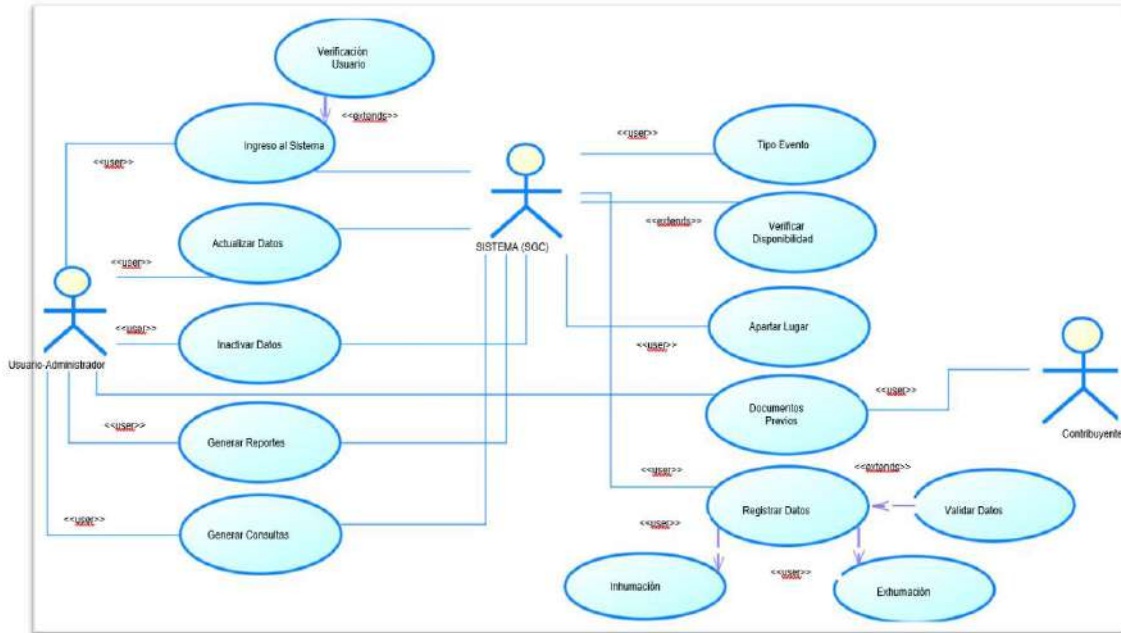 Verificación
Usuario
<<extends>>
Ingreso al Sistema
<<user>>
<<user>>
Tipo Evento
SISTEMA (SGC)
Actualizar Datos
<<extends>>
Verificar
Disponibilidad
<<user>>
<<user>>
Inactivar Datos
Apartar Lugar
<<user>>
Usuario-Administrador
Documentos
Previos
<<user>>
Contribuyente
<<user>>
Generar Reportes
<<user>>
<<extends>>
Registrar Datos
Validar Datos
<<user>>
Generar Consultas
<<user>>
<<user>>
Inhumación
Exhumación